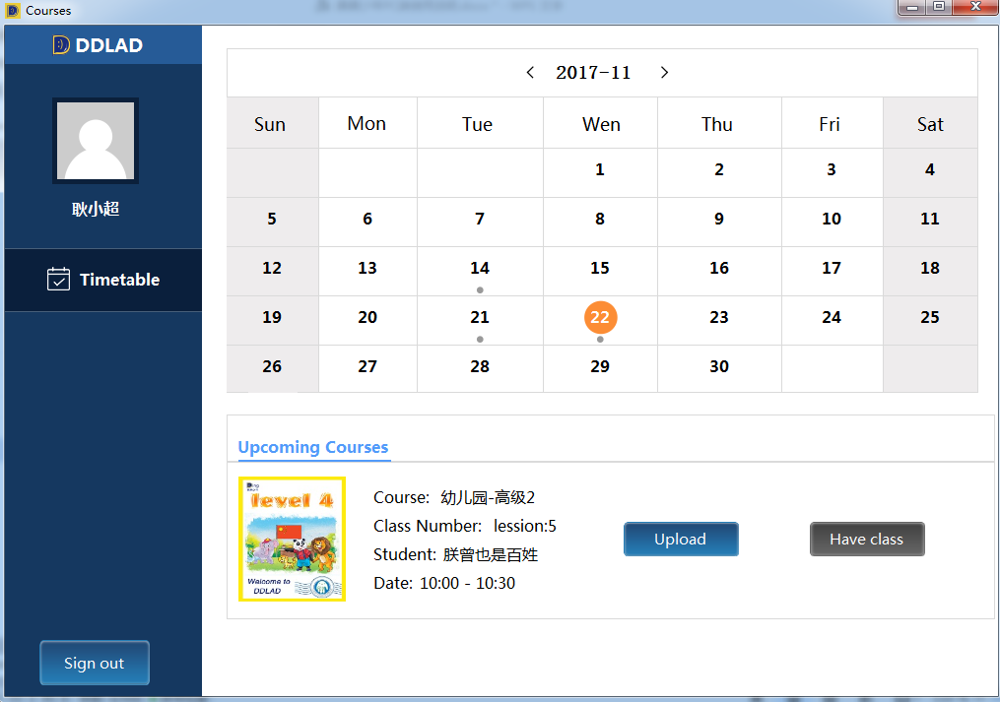 Courses
DDLAD
耿小超
Timetable
Sign out
2017-11
Sun Mon Tue Wen Thu Fri Sat
1 2 3 4
5 6 7 8 9 10 11
12 13 14 15 16 17 18
19 20 21 22 23 24 25
26 27 28 29 30
Upcoming Courses
level 4
Welcome to
DDLAD
Course: 幼儿园-高级2
Class Number: lession:5
Student: 朕曾也是百姓
Date: 10:00 - 10:30
Upload
Have class